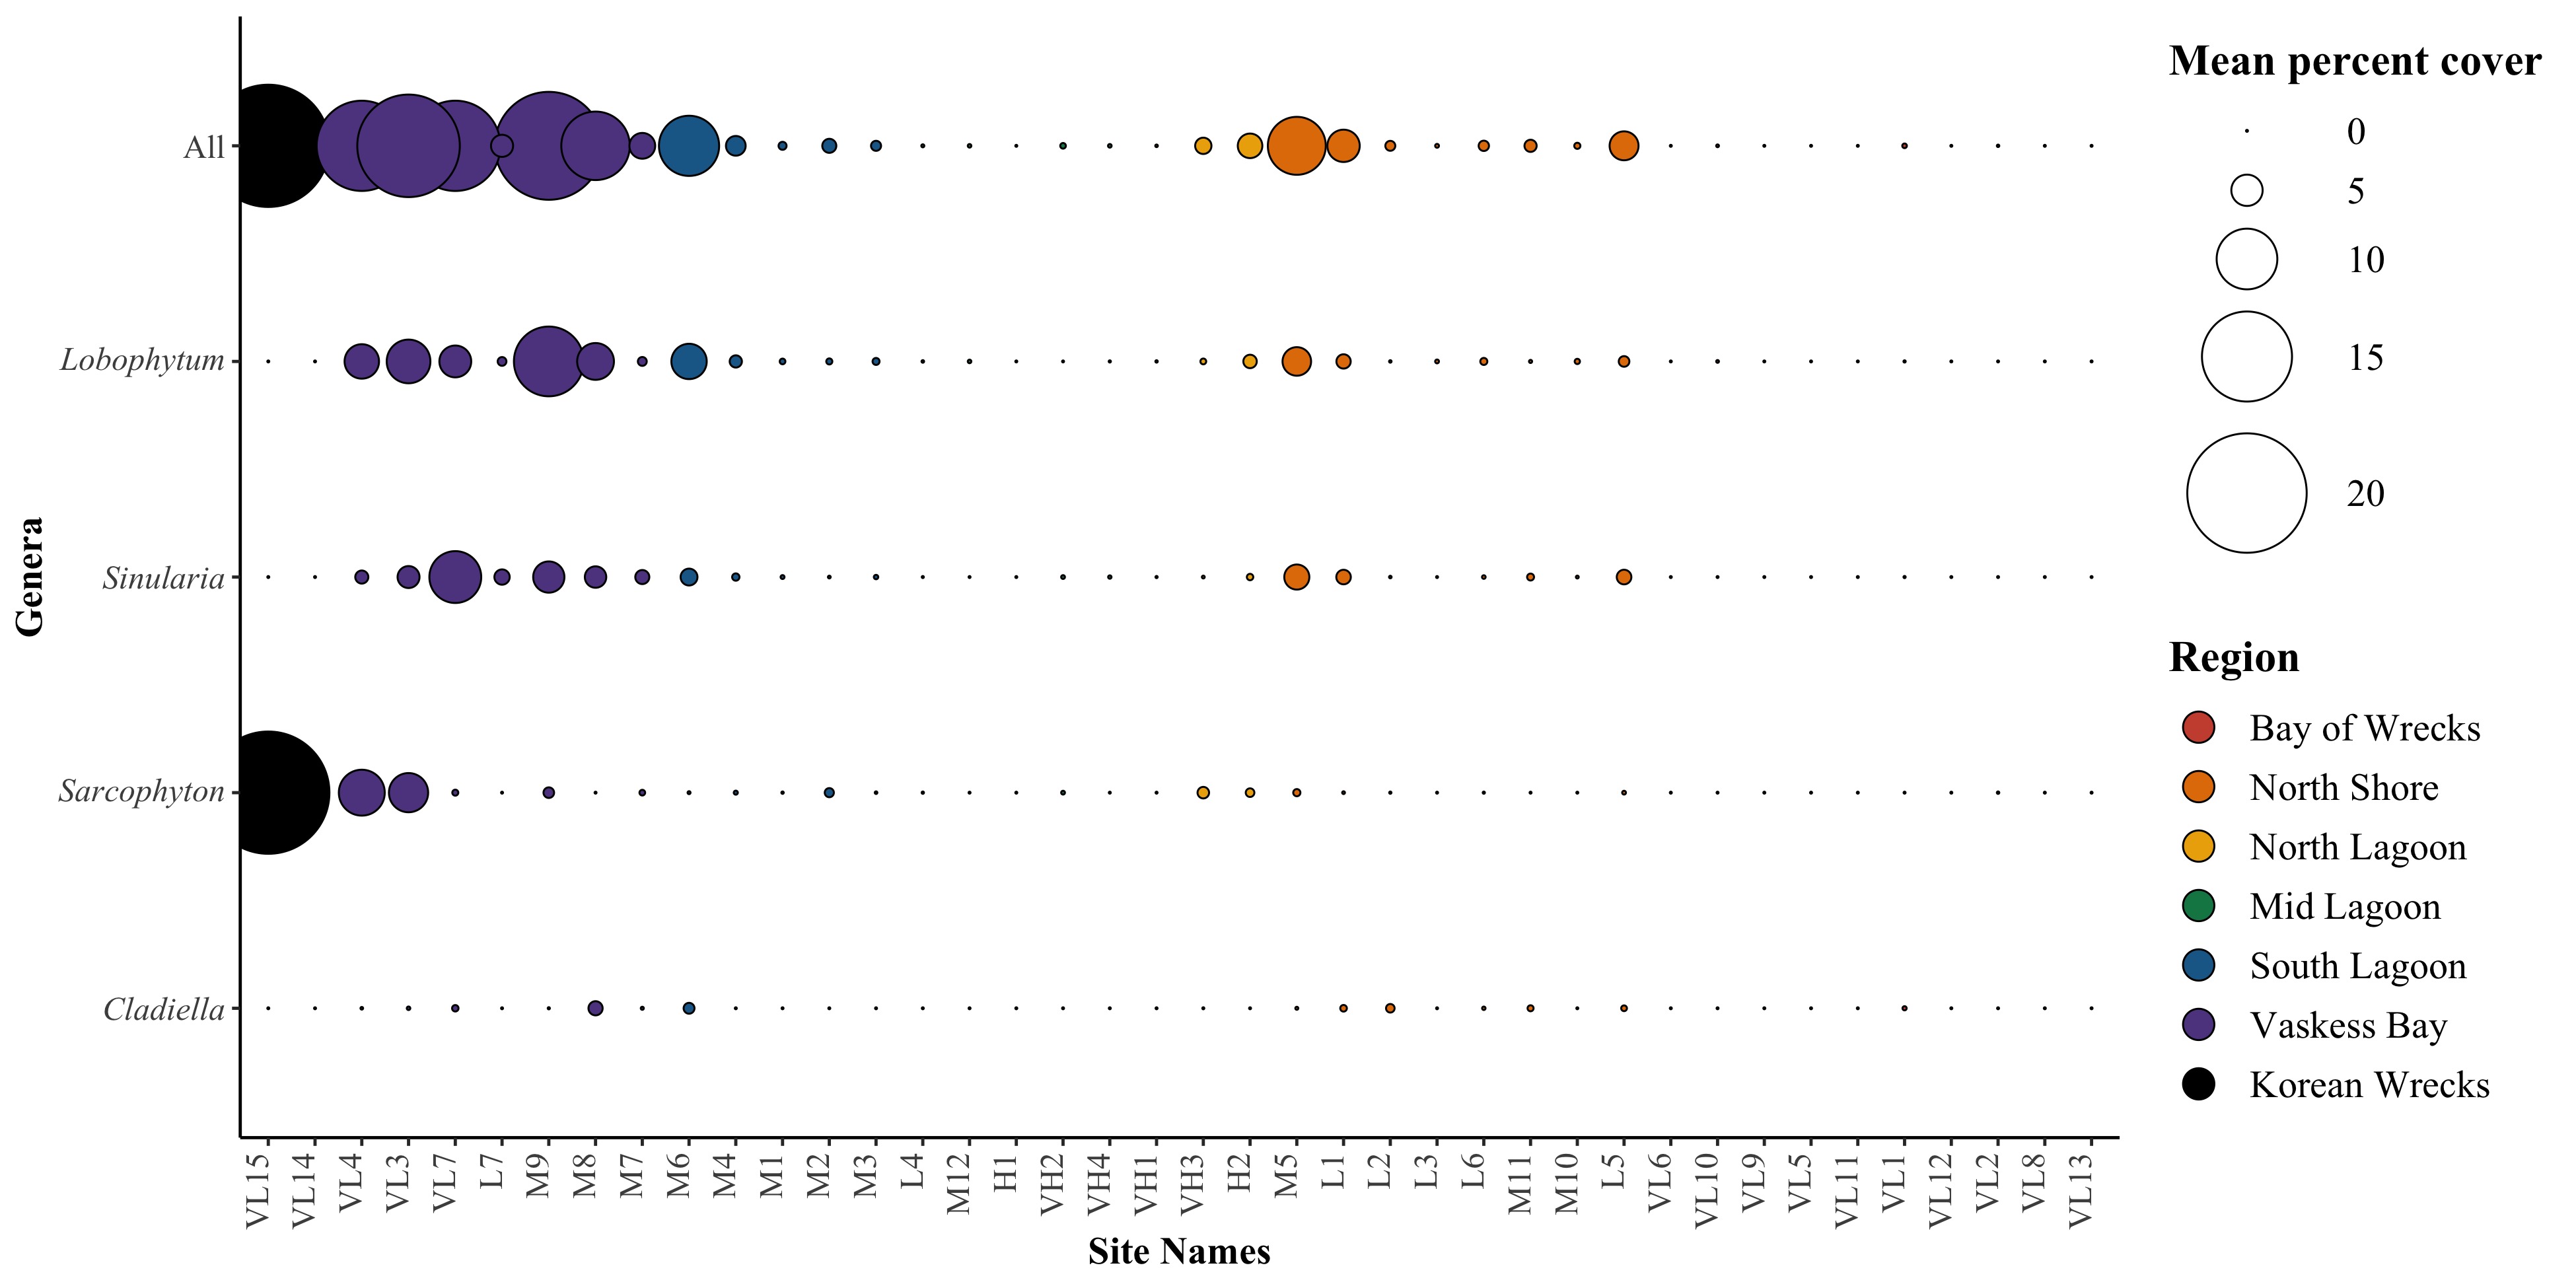 Genera
All
Lobophytum
Sinularia
Sarcophyton
Cladiella
VL15
VL14
VL4
VL3
VL7
L7
M9
M8
M7
M6
M4
M1
M2
M3
L4
M12
H1
VH2
VH4
VH1
VH3
H2
M5
L1
L2
L3
L6
M11
M10
L5
VL6
VL10
VL9
VL5
VL11
VL1
VL12
VL2
VL8
VL13
Site Names
Mean percent cover
0
5
10
15
20
Region
Bay of Wrecks
North Shore
North Lagoon
Mid Lagoon
South Lagoon
Vaskess Bay
Korean Wrecks